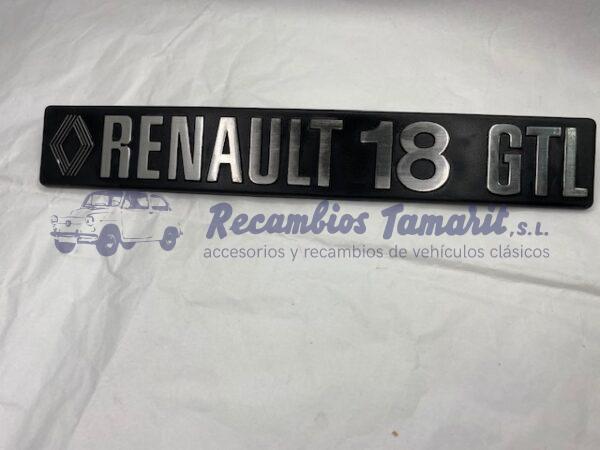 RENAULT 18 GTL
Recambios Tamarit, S.L.
accesorios y recambios de vehículos clásicos